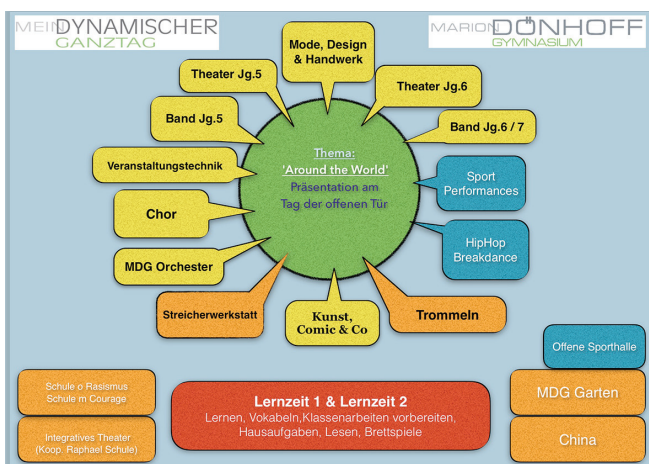 MEIN DYNAMISCHER
GANZTAG
MARION DÖNHOFF
GYMNASIUM
Mode, Design
& Handwerk
Theater Jg.5
Theater Jg.6
Band Jg.5
Band Jg.6 / 7
Thema:
'Around the World'
Präsentation am
Tag der offenen Tür
Veranstaltungstechnik
Sport
Performances
Chor
HipHop
Breakdance
MDG Orchester
Streicherwerkstatt
Kunst,
Comic & Co
Trommeln
Offene Sporthalle
Schule o Rasismus
Schule m Courage
Lernzeit 1 & Lernzeit 2
Lernen, Vokabeln,Klassenarbeiten vorbereiten,
Hausaufgaben, Lesen, Brettspiele
MDG Garten
Integratives Theater
(Koop. Raphael Schule)
China